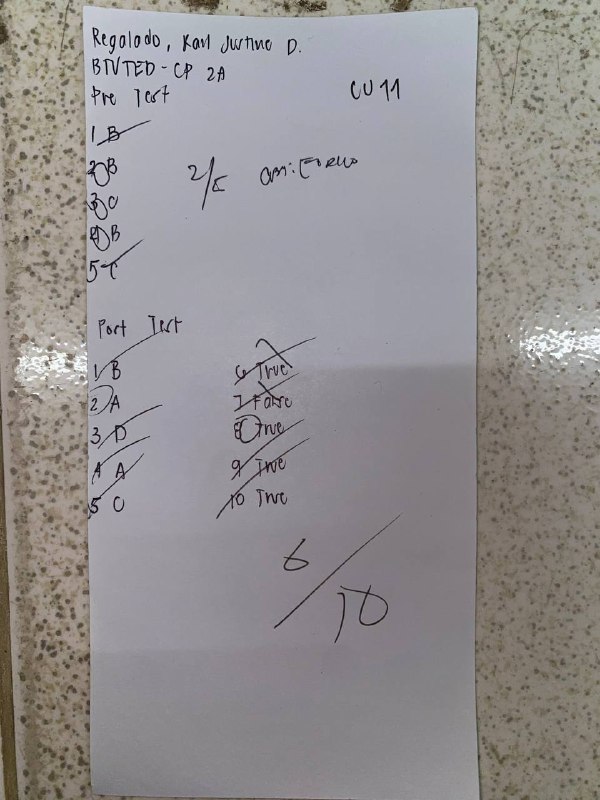 Regalado, Karl Justine D.
BTVTED-CP 2A
Pre Test
CU 11
1 B
2 B
3 C
4 B
5 C
2/5
Post Test
1 B
2 A
3 D
4 A
5 C
6 True
7 False
8 True
9 True
10 True
6/10